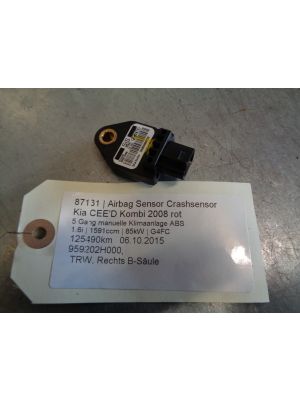 87131 | Airbag Sensor Crashsensor
Kia CEE'D Kombi 2008 rot
5 Gang manuelle Klimaanlage ABS
1.6i | 1591ccm | 85kW | G4FC
125490km 06.10.2015
959202H000,
TRW, Rechts B-Säule